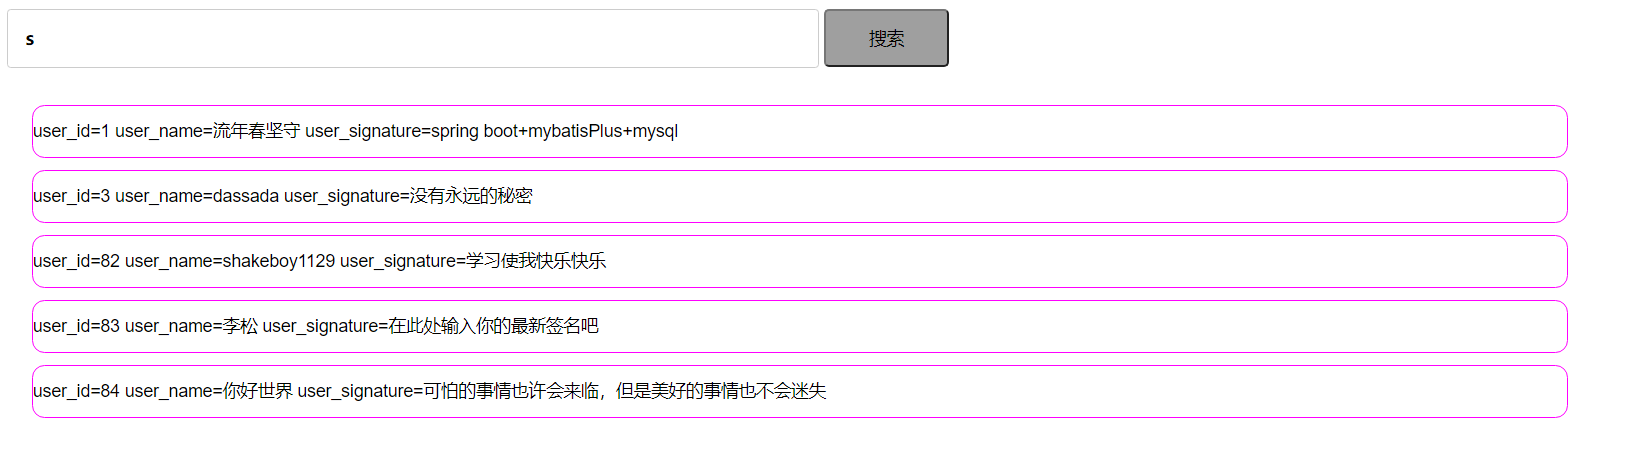 s 搜索
user_id=1 user_name=流年春坚守 user_signature=spring boot+mybatisPlus+mysql
user_id=3 user_name=dassada user_signature=没有永远的秘密
user_id=82 user_name=shakeboy1129 user_signature=学习使我快乐快乐
user_id=83 user_name=李松 user_signature=在此处输入你的最新签名吧
user_id=84 user_name=你好世界 user_signature=可怕的事情也许会来临，但是美好的事情也不会迷失